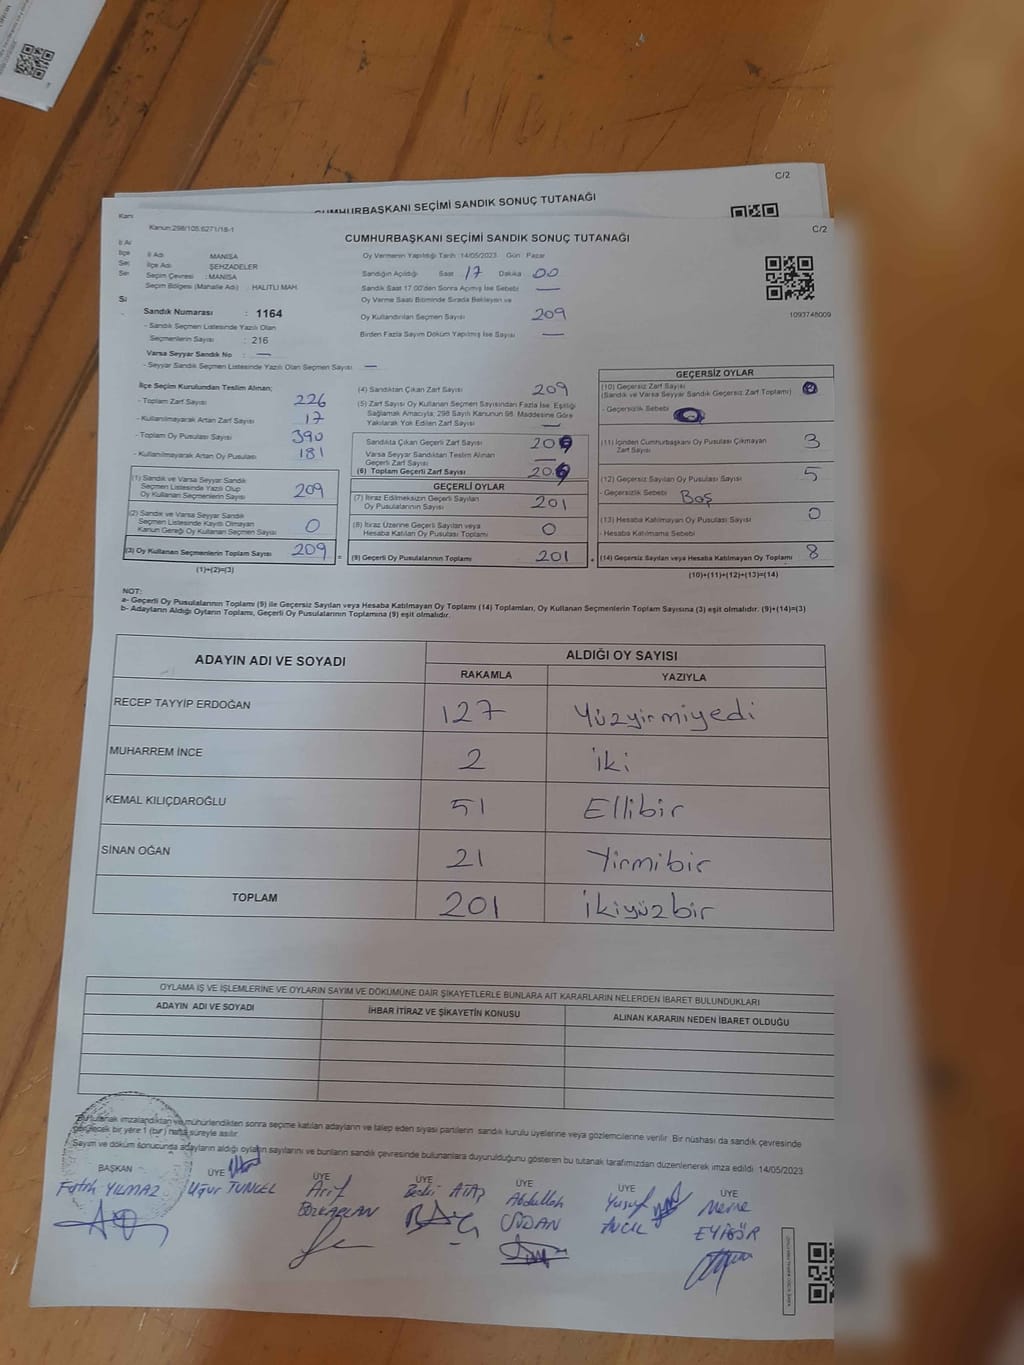 C/2
CUMHURBAŞKANI SEÇİMİ SANDIK SONUÇ TUTANAĞI
Kanun:298/105,6271/18-1
C/2
CUMHURBAŞKANI SEÇİMİ SANDIK SONUÇ TUTANAĞI
İl Adı MANİSA
İlçe Adı ŞEHZADELER
Seçim Çevresi : MANİSA
Seçim Bölgesi (Mahalle Adı) : HALITLI MAH.
Oy Vermenin Yapıldığı Tarih :14/05/2023 Gün Pazar
Sandığın Açıldığı Saat 17 Dakika 00
Sandık Saat 17.00'den Sonra Açılmış İse Sebebi —
Oy Verme Saati Bitiminde Sırada Bekleyen ve
Oy Kullandırılan Seçmen Sayısı 209
Birden Fazla Sayım Döküm Yapılmış İse Sayısı —
1093748009
Sandık Numarası : 1164
- Sandık Seçmen Listesinde Yazılı Olan
Seçmenlerin Sayısı : 216
Varsa Seyyar Sandık No : —
- Seyyar Sandık Seçmen Listesinde Yazılı Olan Seçmen Sayısı : —
İlçe Seçim Kurulundan Teslim Alınan;
- Toplam Zarf Sayısı 226
- Kullanılmayarak Artan Zarf Sayısı 17
- Toplam Oy Pusulası Sayısı 390
- Kullanılmayarak Artan Oy Pusulası 181
(1) Sandık ve Varsa Seyyar Sandık
Seçmen Listesinde Yazılı Olup
Oy Kullanan Seçmenlerin Sayısı 209
(2) Sandık ve Varsa Seyyar Sandık
Seçmen Listesinde Kayıtlı Olmayan
Kanun Gereği Oy Kullanan Seçmenlerin Sayısı 0
(3) Oy Kullanan Seçmenlerin Toplam Sayısı 209 =
(1)+(2)=(3)
(4) Sandıktan Çıkan Zarf Sayısı 209
(5) Zarf Sayısı Oy Kullanan Seçmen Sayısından Fazla İse, Eşitliği
Sağlamak Amacıyla, 298 Sayılı Kanunun 98. Maddesine Göre
Yakılarak Yok Edilen Zarf Sayısı —
Sandıkta Çıkan Geçerli Zarf Sayısı
Varsa Seyyar Sandıktan Teslim Alınan
Geçerli Zarf Sayısı —
(6) Toplam Geçerli Zarf Sayısı
GEÇERLİ OYLAR
(7) İtiraz Edilmeksizin Geçerli Sayılan
Oy Pusulalarının Sayısı 201
(8) İtiraz Üzerine Geçerli Sayılan veya
Hesaba Katılan Oy Pusulası Toplamı 0
(9) Geçerli Oy Pusulalarının Toplamı 201 +
GEÇERSİZ OYLAR
(10) Geçersiz Zarf Sayısı
(Sandık ve Varsa Seyyar Sandık Geçersiz Zarf Toplamı)
- Geçersizlik Sebebi
(11) İçinden Cumhurbaşkanı Oy Pusulası Çıkmayan
Zarf Sayısı 3
(12) Geçersiz Sayılan Oy Pusulası Sayısı 5
- Geçersizlik Sebebi Boş
(13) Hesaba Katılmayan Oy Pusulası Sayısı 0
- Hesaba Katılmama Sebebi
(14) Geçersiz Sayılan veya Hesaba Katılmayan Oy Toplamı 8
(10)+(11)+(12)+(13)=(14)
NOT:
a- Geçerli Oy Pusulalarının Toplamı (9) ile Geçersiz Sayılan veya Hesaba Katılmayan Oy Toplamı (14) Toplamları, Oy Kullanan Seçmenlerin Toplam Sayısına (3) eşit olmalıdır. (9)+(14)=(3)
b- Adayların Aldığı Oyların Toplamı, Geçerli Oy Pusulalarının Toplamına (9) eşit olmalıdır.
ADAYIN ADI VE SOYADI ALDIĞI OY SAYISI
RAKAMLA YAZIYLA
RECEP TAYYİP ERDOĞAN 127 Yüzyirmiyedi
MUHARREM İNCE 2 iki
KEMAL KILIÇDAROĞLU 51 Ellibir
SİNAN OĞAN 21 Yirmibir
TOPLAM 201 ikiyüzbir
OYLAMA İŞ VE İŞLEMLERİNE VE OYLARIN SAYIM VE DÖKÜMÜNE DAİR ŞİKAYETLERLE BUNLARA AİT KARARLARIN NELERDEN İBARET BULUNDUKLARI
ADAYIN ADI VE SOYADI İHBAR İTİRAZ VE ŞİKAYETİN KONUSU ALINAN KARARIN NEDEN İBARET OLDUĞU
Bu tutanak imzalandıktan ve mühürlendikten sonra seçime katılan adayların ve talep eden siyasi partilerin sandık kurulu üyelerine veya gözlemcilerine verilir. Bir nüshası da sandık çevresinde
görülecek bir yere 1 (bir) hafta süreyle asılır.
Sayım ve döküm sonucunda adayların aldığı oyların sayılarını ve bunların sandık çevresinde bulunanlara duyurulduğunu gösteren bu tutanak tarafımızdan düzenlenerek imza edildi. 14/05/2023
BAŞKAN ÜYE ÜYE ÜYE ÜYE ÜYE ÜYE
Fatih YILMAZ Uğur TUNCEL Arif BOZKAPLAN Bedri ATAŞ Abdullah Yusuf Merve